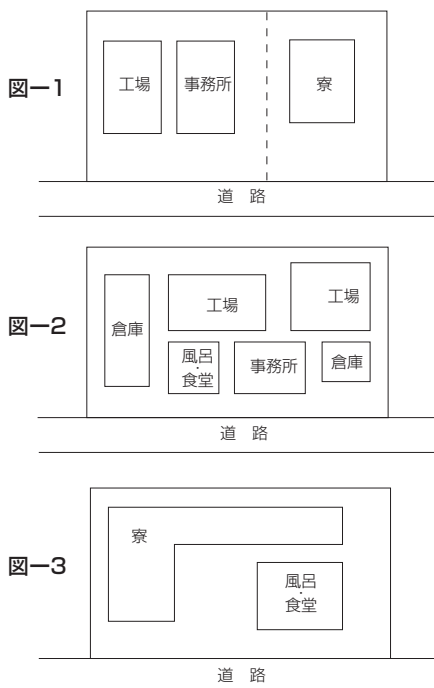 図ー1
工場 事務所 寮
道 路
図ー2
倉庫 工場 工場
風呂・食堂 事務所 倉庫
道 路
図ー3
寮
風呂・食堂
道 路